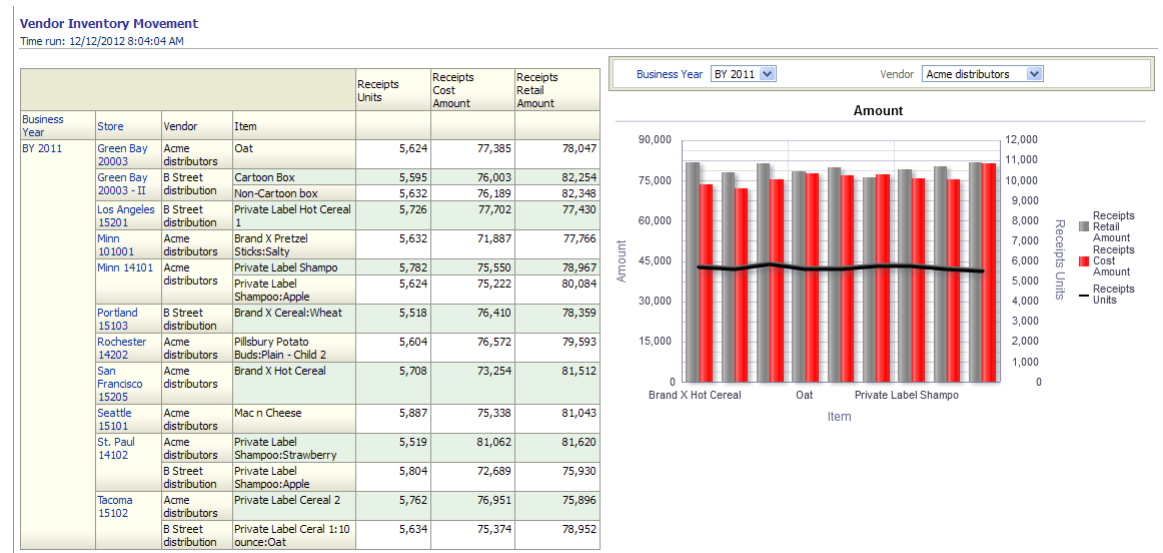 Vendor Inventory Movement
Time run: 12/12/2012 8:04:04 AM
Receipts Units Receipts Cost Amount Receipts Retail Amount
Business Year Store Vendor Item
BY 2011 Green Bay 20003 Acme distributors Oat 5,624 77,385 78,047
Green Bay 20003 - II B Street distribution Cartoon Box 5,595 76,003 82,254
Non-Cartoon box 5,632 76,189 82,348
Los Angeles 15201 B Street distribution Private Label Hot Cereal 1 5,726 77,702 77,430
Minn 101001 Acme distributors Brand X Pretzel Sticks:Salty 5,632 71,887 77,766
Minn 14101 Acme distributors Private Label Shampo 5,782 75,550 78,967
Private Label Shampoo:Apple 5,624 75,222 80,084
Portland 15103 B Street distribution Brand X Cereal:Wheat 5,518 76,410 78,359
Rochester 14202 Acme distributors Pillsbury Potato Buds:Plain - Child 2 5,604 76,572 79,593
San Francisco 15205 Acme distributors Brand X Hot Cereal 5,708 73,254 81,512
Seattle 15101 Acme distributors Mac n Cheese 5,887 75,338 81,043
St. Paul 14102 Acme distributors Private Label Shampoo:Strawberry 5,519 81,062 81,620
B Street distribution Private Label Shampoo:Apple 5,804 72,689 75,930
Tacoma 15102 Acme distributors Private Label Cereal 2 5,762 76,951 75,896
B Street distribution Private Label Ceral 1:10 ounce:Oat 5,634 75,374 78,952
Business Year BY 2011 Vendor Acme distributors
Amount
90,000
75,000
60,000
45,000
30,000
15,000
0
Amount
12,000
11,000
10,000
9,000
8,000
7,000
6,000
5,000
4,000
3,000
2,000
1,000
0
Receipts Units
Brand X Hot Cereal Oat Private Label Shampo
Item
Receipts
Retail
Amount
Receipts
Cost
Amount
Receipts
Units